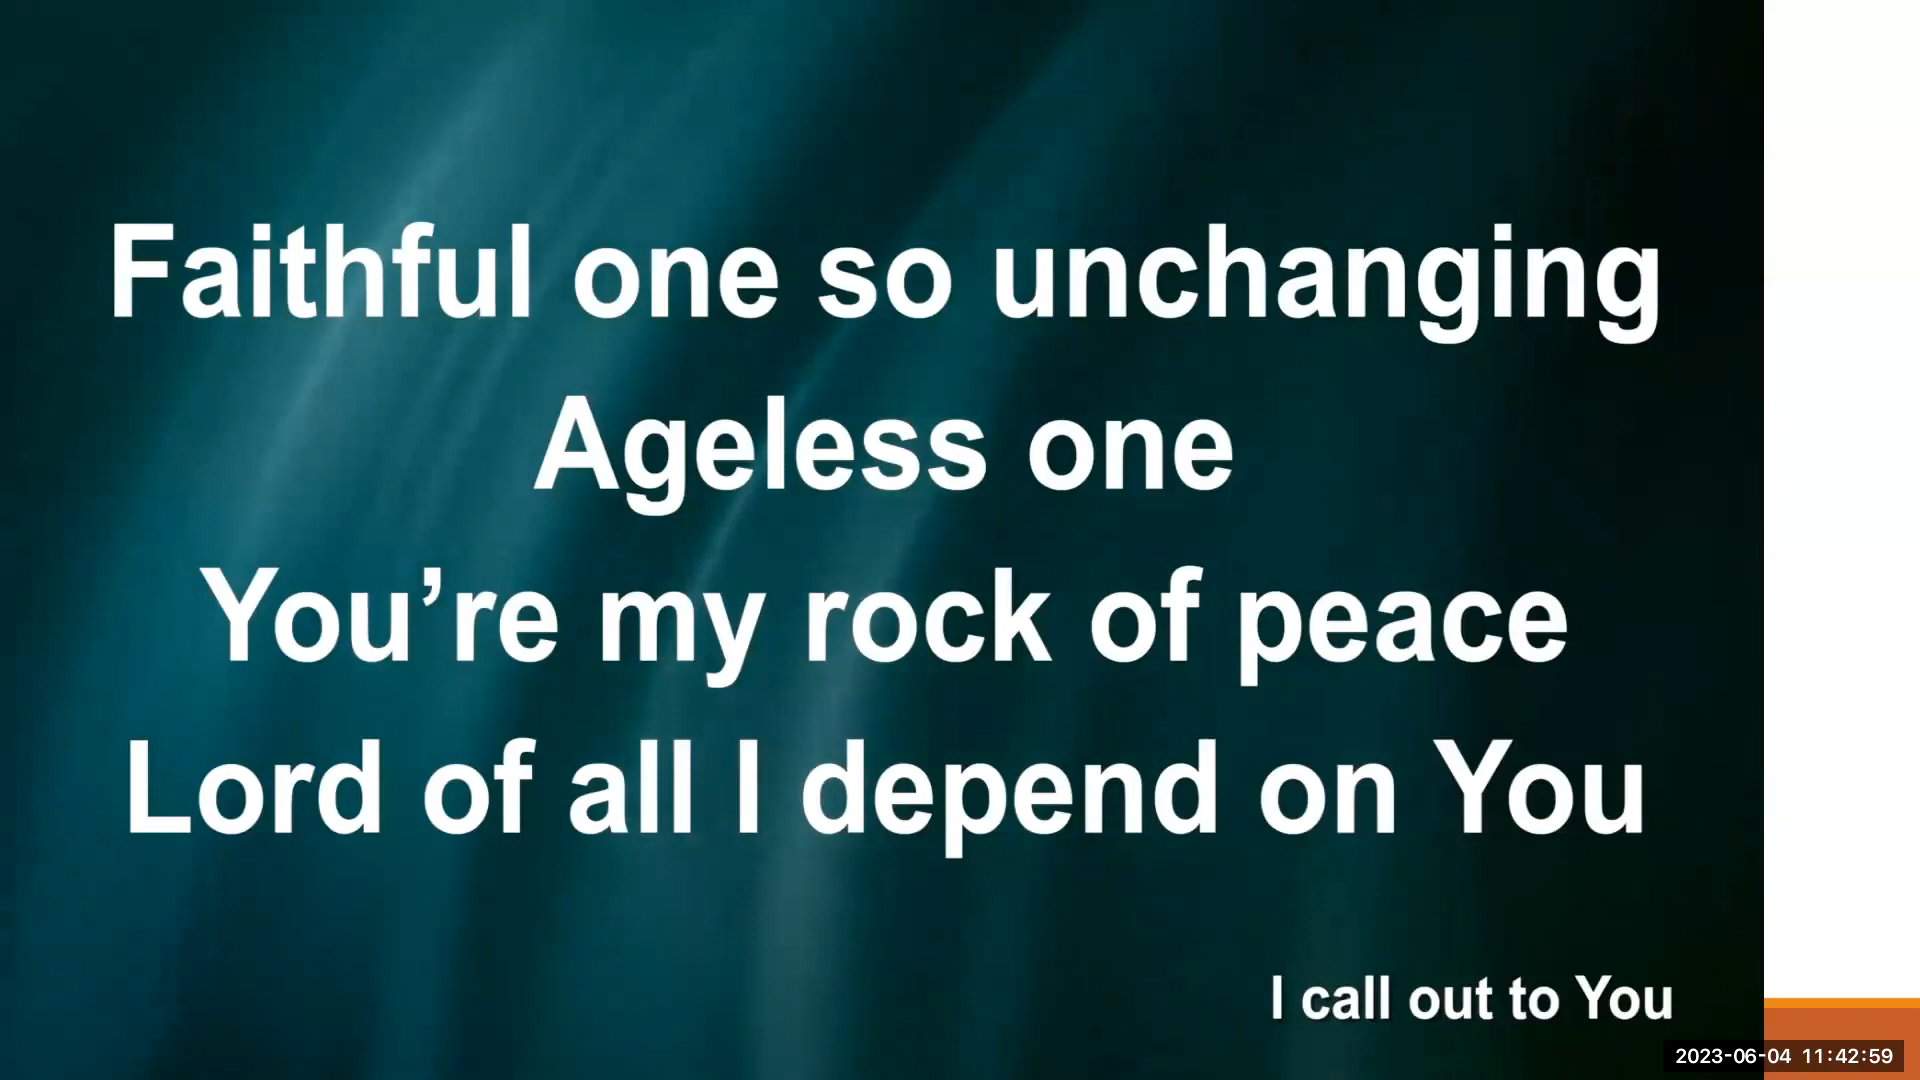 Faithful one so unchanging
Ageless one
You’re my rock of peace
Lord of all I depend on You
I call out to You
2023-06-04 11:42:59